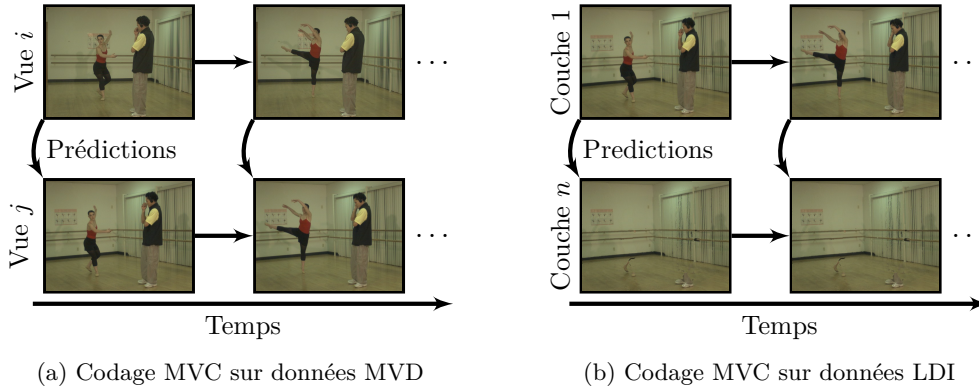 Vue i
· · ·
Prédictions
Vue j
· · ·
Temps
(a) Codage MVC sur données MVD
Couche 1
· ·
Predictions
Couche n
· ·
Temps
(b) Codage MVC sur données LDI